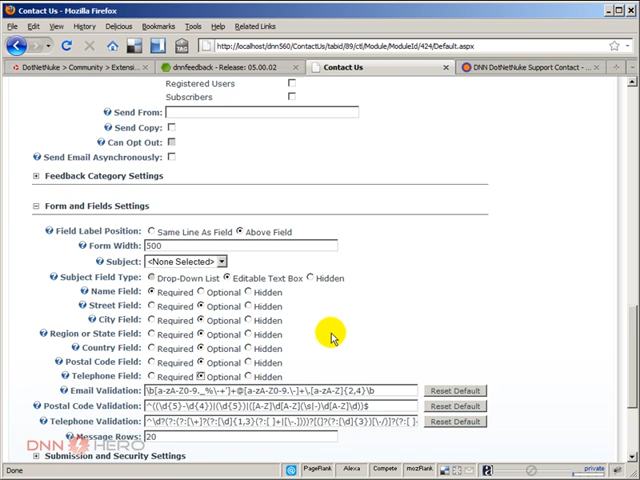 Contact Us - Mozilla Firefox
File Edit View History Delicious Bookmarks Tools Help Related Links
http://localhost/dnn560/ContactUs/tabid/89/ctl/Module/ModuleId/424/Default.aspx
DotNetNuke > Community > Extensi...
dnnfeedback - Release: 05.00.02
Contact Us
DNN DotNetNuke Support Contact - ...
Registered Users
Subscribers
Send From:
Send Copy:
Can Opt Out:
Send Email Asynchronously:
Feedback Category Settings
Form and Fields Settings
Field Label Position: Same Line As Field Above Field
Form Width: 500
Subject: <None Selected>
Subject Field Type: Drop-Down List Editable Text Box Hidden
Name Field: Required Optional Hidden
Street Field: Required Optional Hidden
City Field: Required Optional Hidden
Region or State Field: Required Optional Hidden
Country Field: Required Optional Hidden
Postal Code Field: Required Optional Hidden
Telephone Field: Required Optional Hidden
Email Validation: \b[a-zA-Z0-9._%\-+']+@[a-zA-Z0-9.\-]+\.[a-zA-Z]{2,4}\b Reset Default
Postal Code Validation: ^((\d{5}-\d{4})|(\d{5})|([A-Z]\d[A-Z](\s|-)\d[A-Z]\d))$ Reset Default
Telephone Validation: Reset Default
Message Rows: 20
DNN HERO
Submission and Security Settings
Done
PageRank Alexa Compete mozRank
private